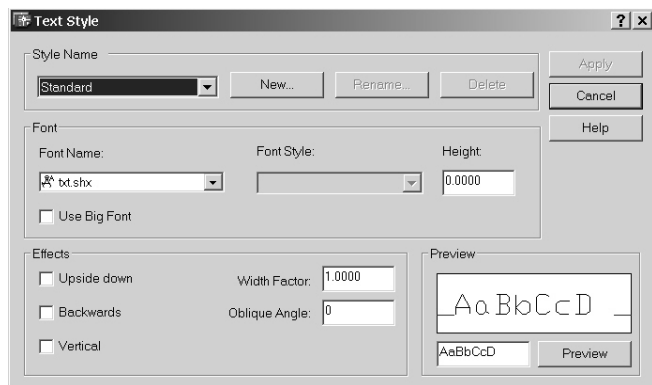 Text Style
Style Name
Standard
New...
Rename...
Delete
Apply
Cancel
Help
Font
Font Name:
Font Style:
Height:
txt.shx
0.0000
Use Big Font
Effects
Upside down
Width Factor:
1.0000
Backwards
Oblique Angle:
0
Vertical
Preview
AaBbCcD
AaBbCcD
Preview